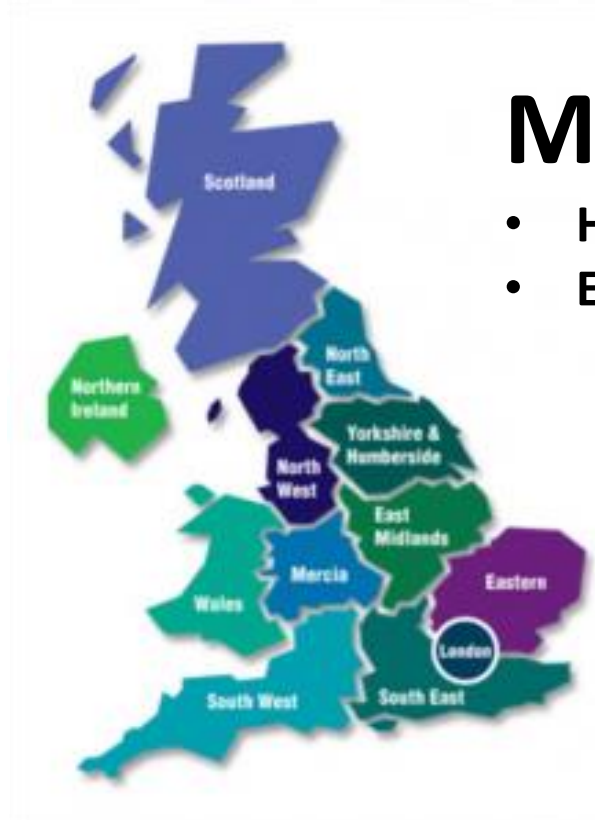 M
• H
• E
Scotland
North
East
Northern
Ireland
Yorkshire &
Humberside
North
West
East
Midlands
Mercia
Eastern
Wales
London
South West
South East